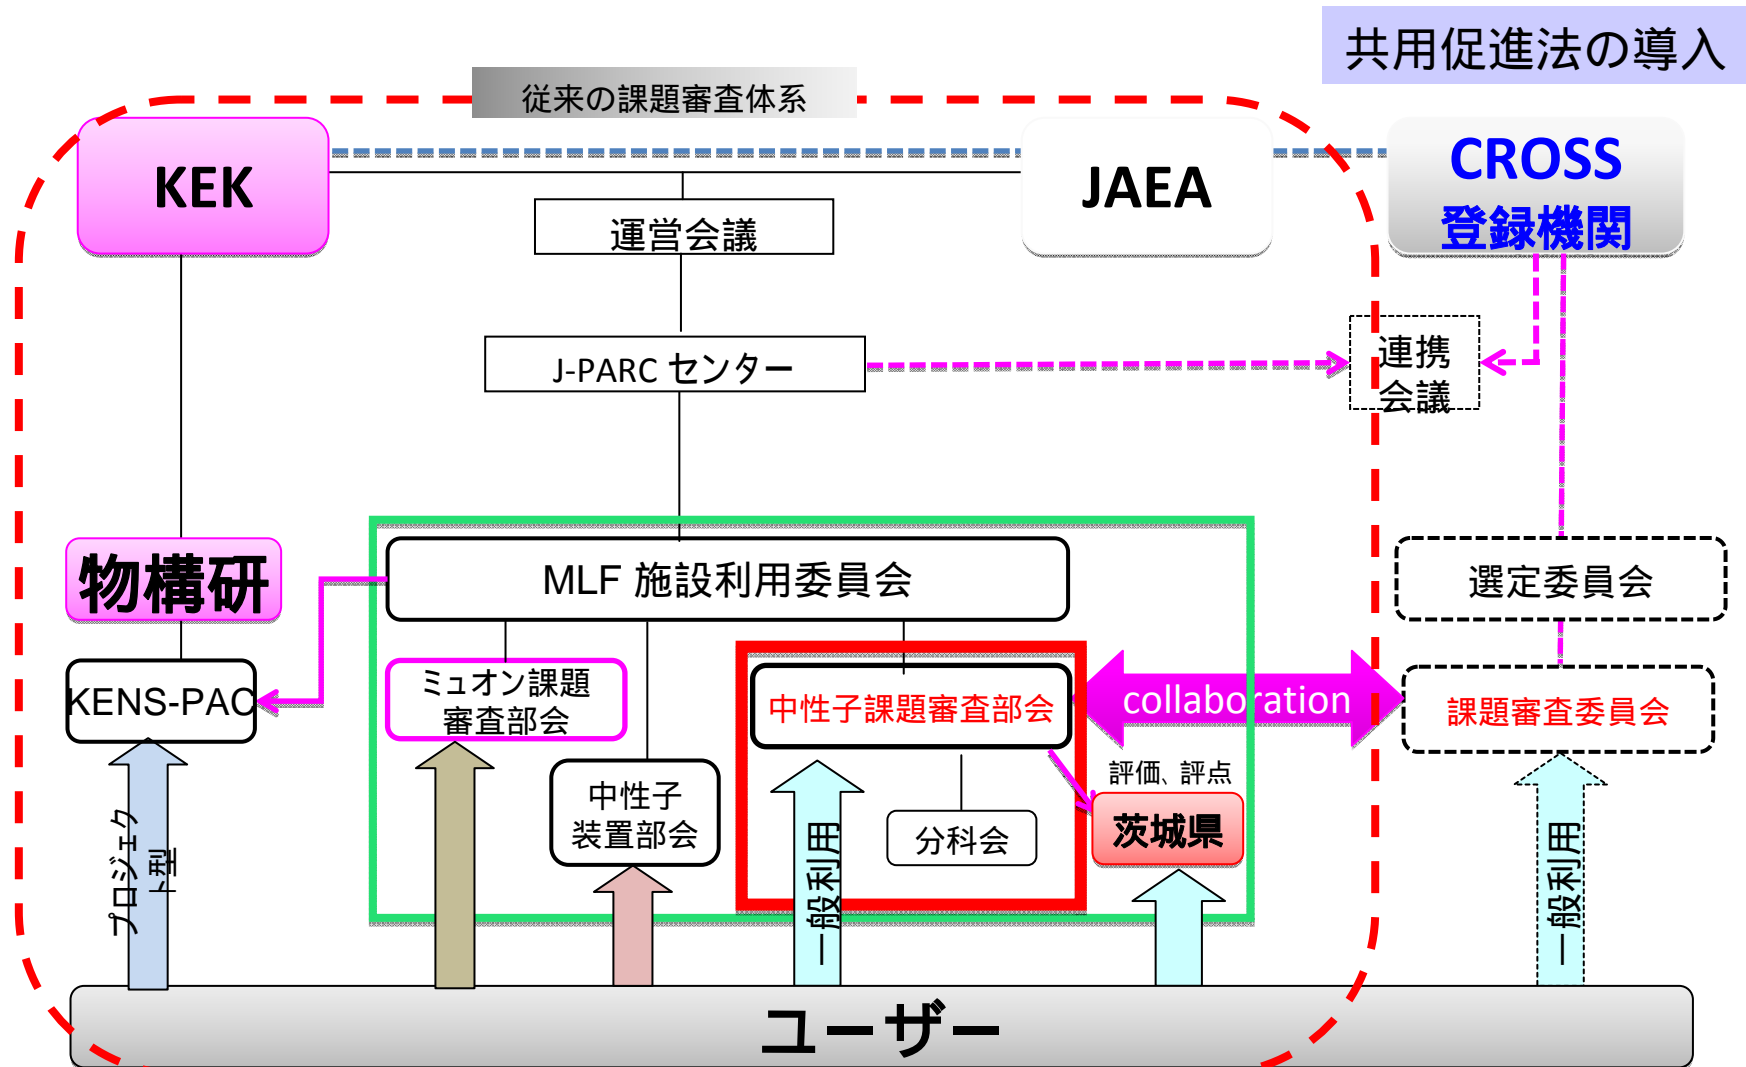 共用促進法の導入
従来の課題審査体系
KEK
JAEA
CROSS
登録機関
運営会議
J-PARC センター
連携
会議
物構研
MLF 施設利用委員会
選定委員会
KENS-PAC
ミュオン課題
審査部会
中性子課題審査部会
collaboration
課題審査委員会
評価、評点
中性子
装置部会
分科会
茨城県
プロジェク
ト型
一般利用
一般利用
ユーザー